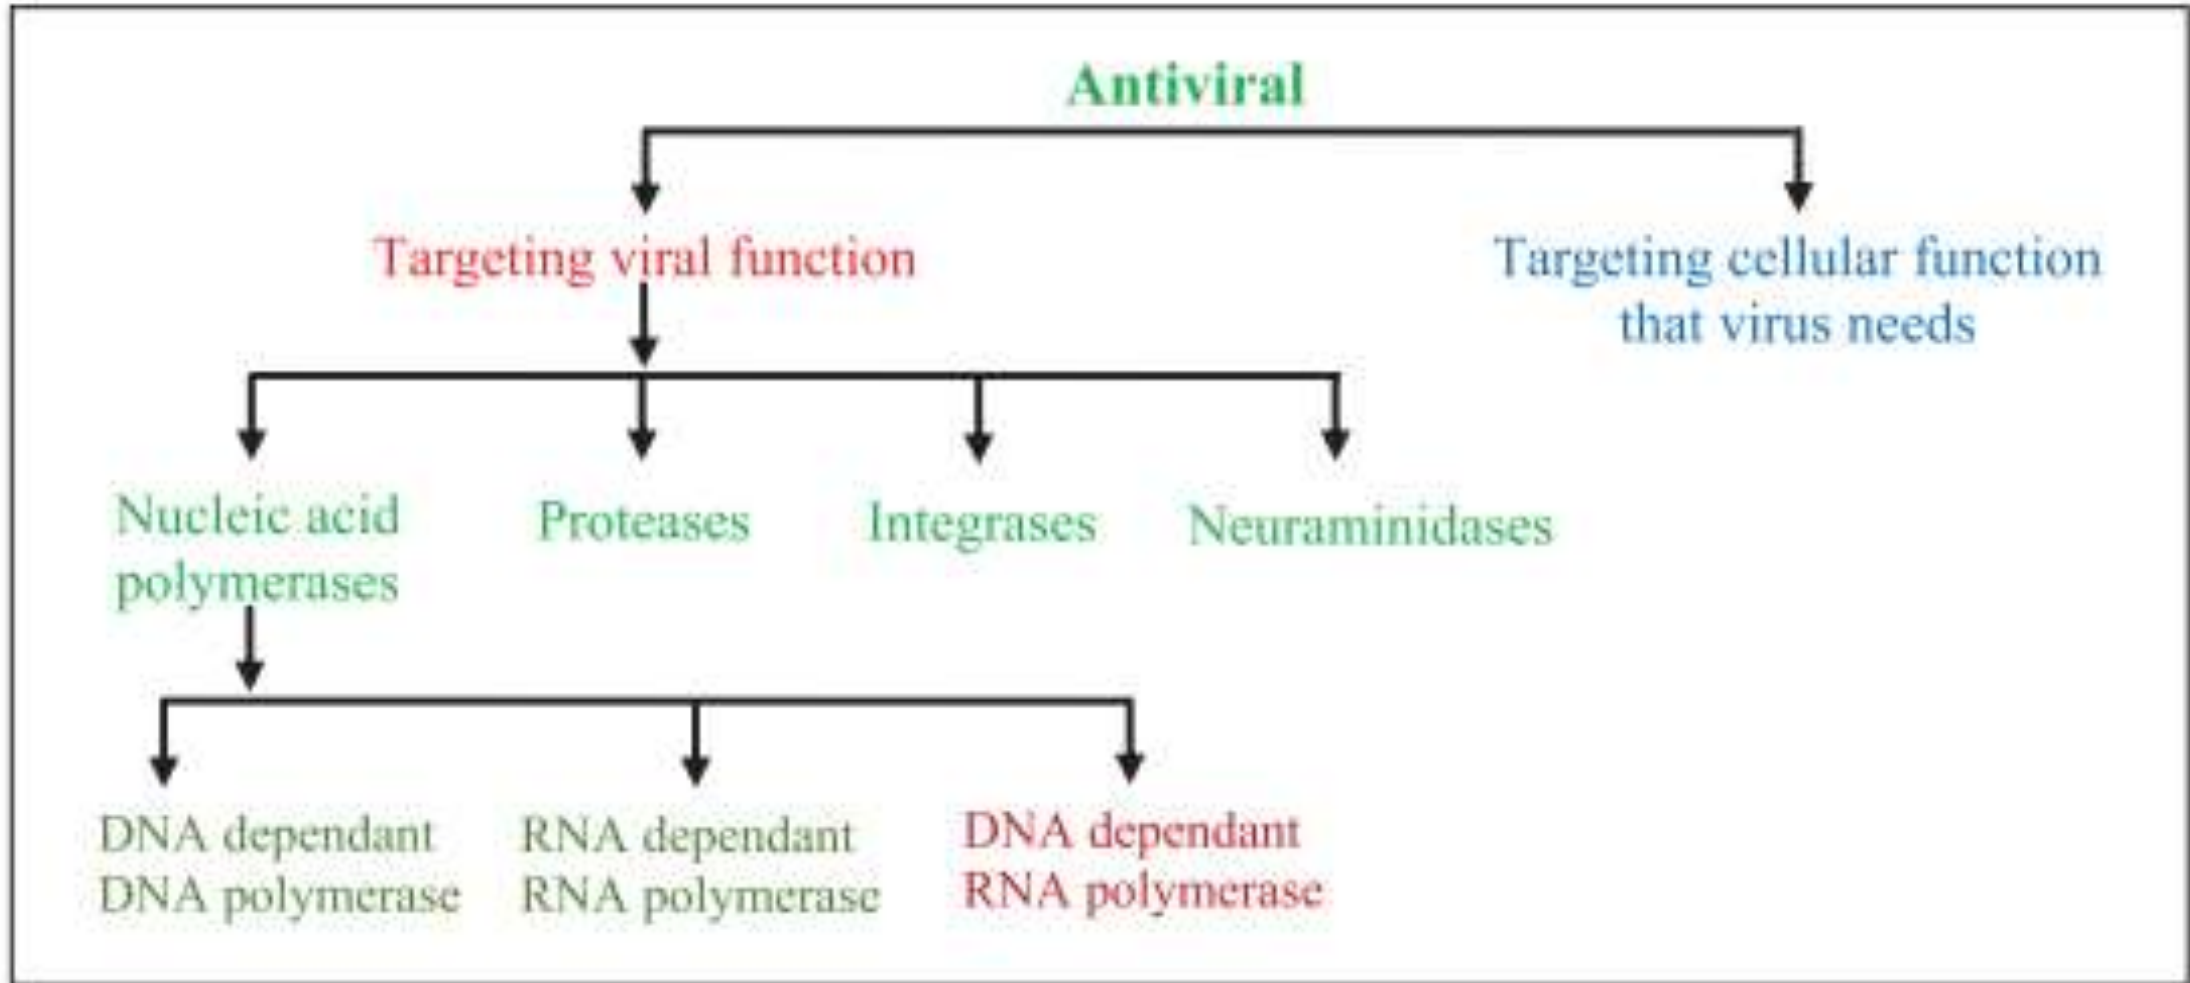 Antiviral
Targeting viral function
Targeting cellular function
that virus needs
Nucleic acid
polymerases
Proteases
Integrases
Neuraminidases
DNA dependant
DNA polymerase
RNA dependant
RNA polymerase
DNA dependant
RNA polymerase